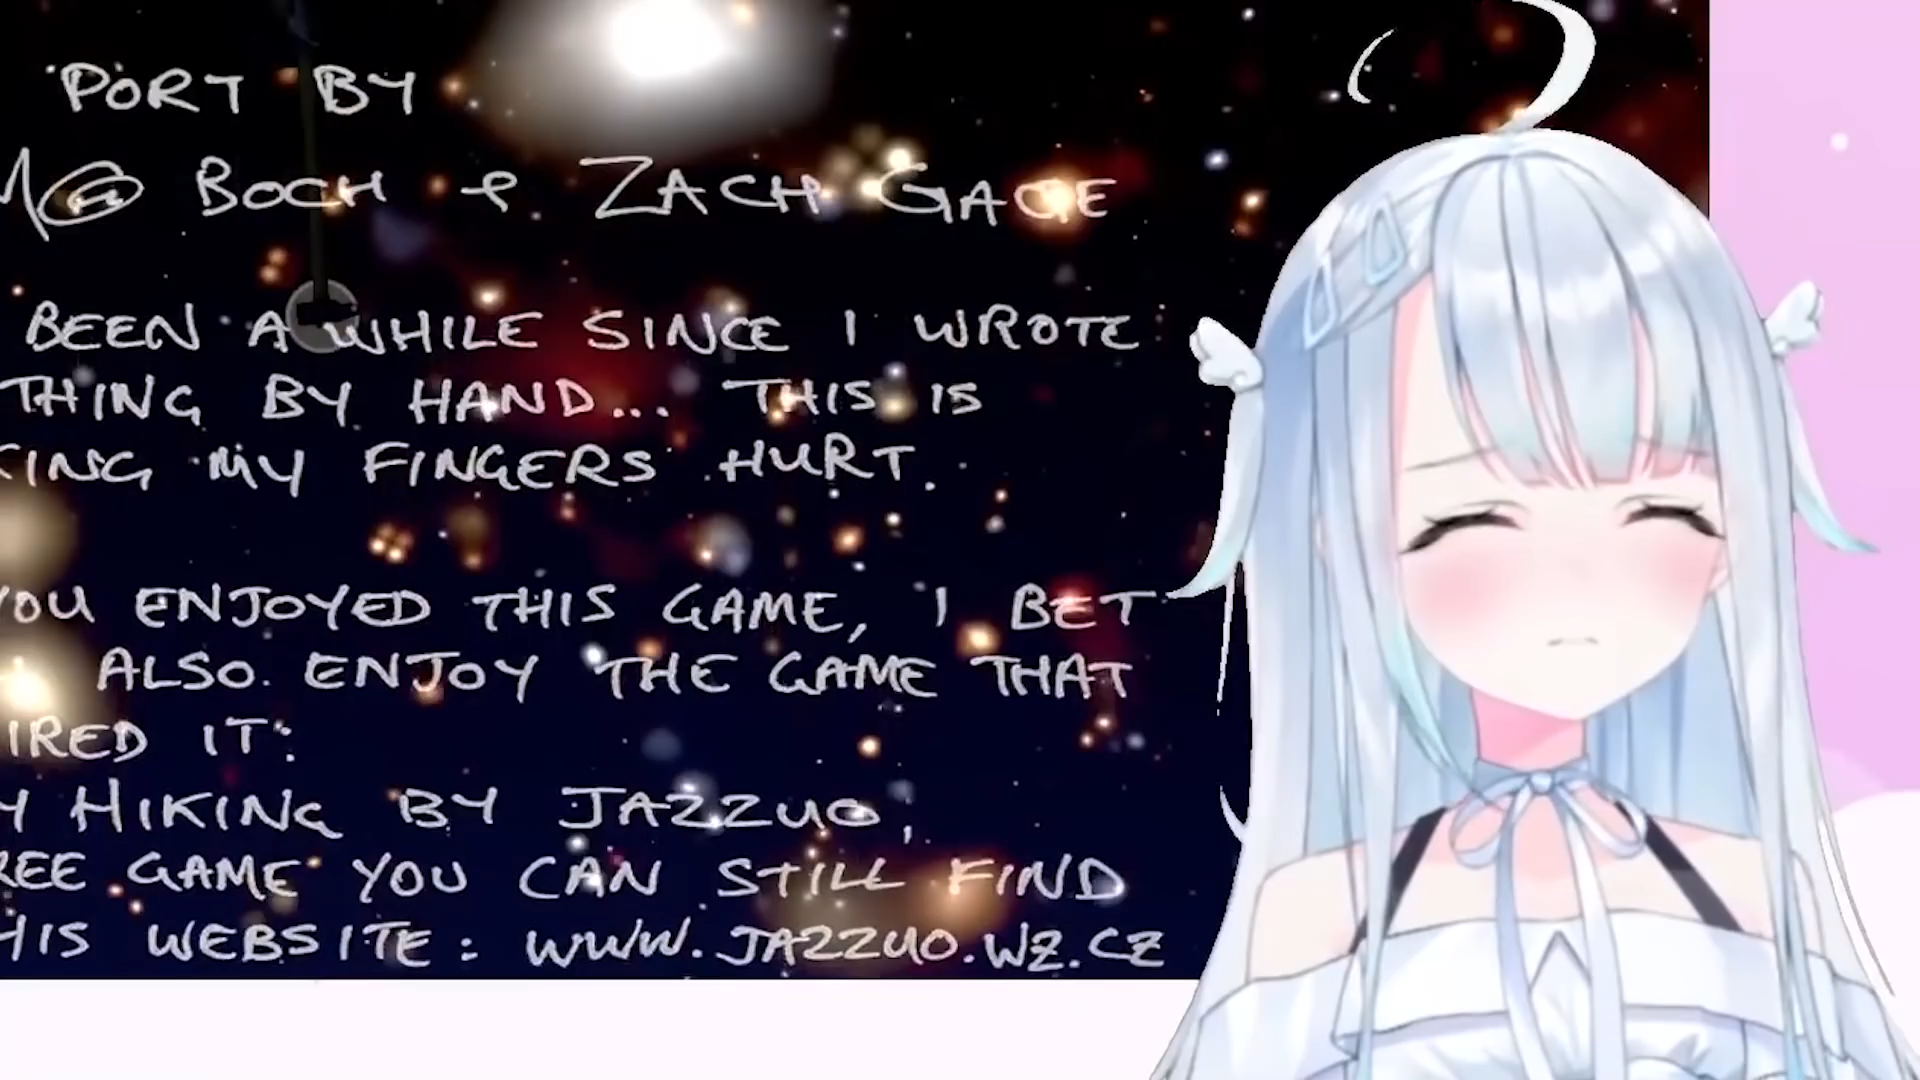 PORT BY
M@ BOCH & ZACH GAGE
BEEN A WHILE SINCE I WROTE
THING BY HAND... THIS IS
KING MY FINGERS HURT.
YOU ENJOYED THIS GAME, I BET
ALSO ENJOY THE GAME THAT
IRED IT:
Y HIKING BY JAZZUO,
REE GAME YOU CAN STILL FIND
HIS WEBSITE: WWW.JAZZUO.WZ.CZ